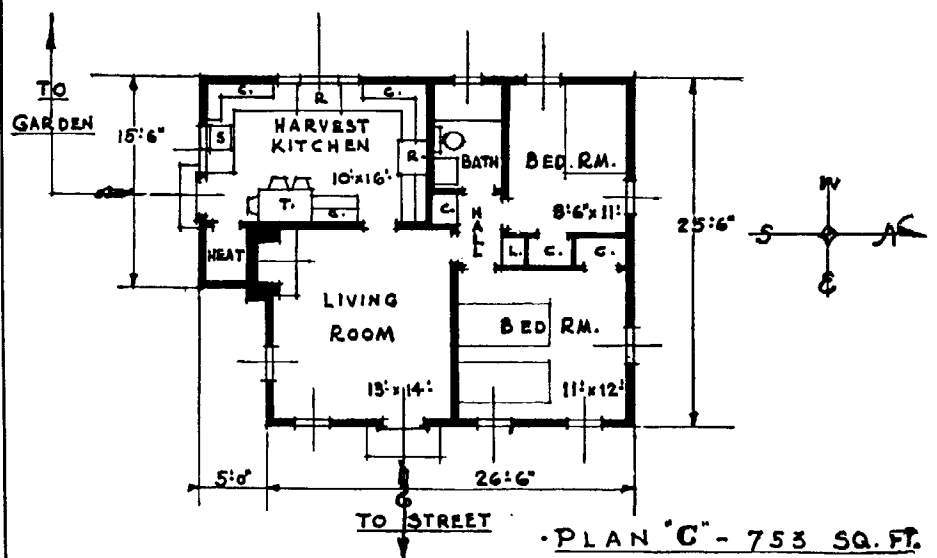 TO
GARDEN
15'-6"
C.
R
C.
S
HARVEST
KITCHEN
R.
10'x16'
T.
C.
BATH
BED. RM.
C.
HALL
8'-6"x11'
25'-6"
W
S
E
HEAT
L.
C.
C.
LIVING
ROOM
BED RM.
13'x14'
11'x12'
5'-0"
26'-6"
TO STREET
·PLAN "C" - 753 SQ. FT.